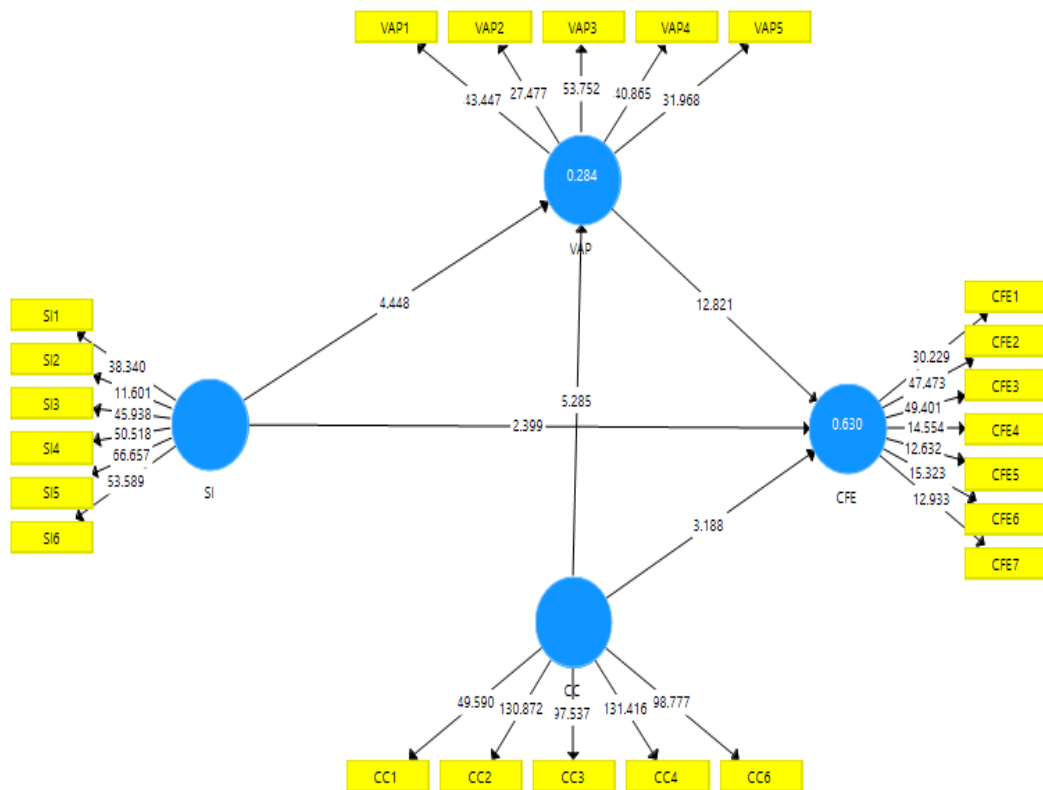 VAP1 VAP2 VAP3 VAP4 VAP5
43.447 27.477 53.752 40.865 31.968
0.284
VAP
4.448
12.821
SI1
SI2
SI3
SI4
SI5
SI6
38.340
11.601
45.938
50.518
66.657
53.589
SI
5.285
2.399
3.188
0.630
CFE
30.229
47.473
49.401
14.554
12.632
15.323
12.933
CFE1
CFE2
CFE3
CFE4
CFE5
CFE6
CFE7
CC
49.590 130.872 97.537 131.416 98.777
CC1 CC2 CC3 CC4 CC6